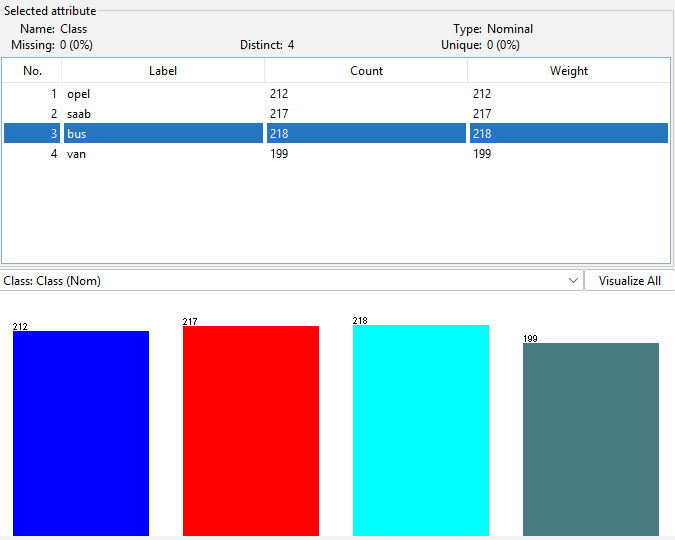 Selected attribute
Name: Class Type: Nominal
Missing: 0 (0%) Distinct: 4 Unique: 0 (0%)
No. Label Count Weight
1 opel 212 212
2 saab 217 217
3 bus 218 218
4 van 199 199
Class: Class (Nom) Visualize All
212 217 218 199